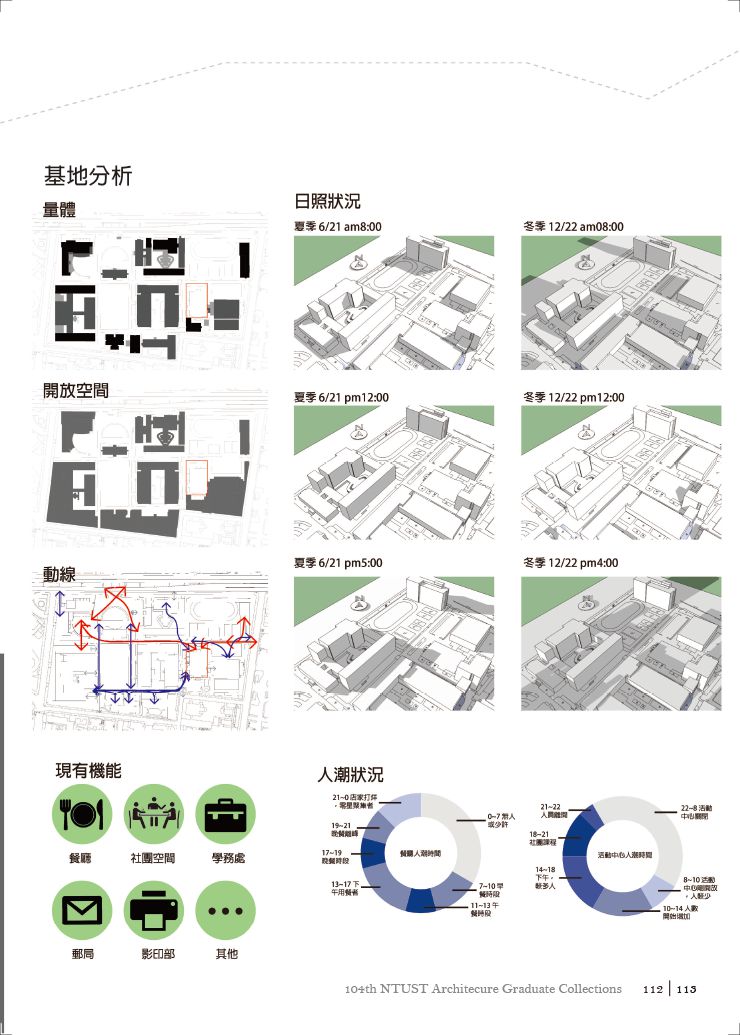 基地分析
量體
開放空間
動線
日照狀況
夏季 6/21 am8:00
冬季 12/22 am08:00
夏季 6/21 pm12:00
冬季 12/22 pm12:00
夏季 6/21 pm5:00
冬季 12/22 pm4:00
現有機能
餐廳
社團空間
學務處
郵局
影印部
其他
人潮狀況
21~0 店家打烊
，零星聚集者
19~21
晚餐離峰
17~19
晚餐時段
13~17 下
午用餐者
餐廳人潮時間
0~7 無人
或少許
7~10 早
餐時段
11~13 午
餐時段
21~22
人員離開
18~21
社團課程
14~18
下午，
較多人
活動中心人潮時間
22~8 活動
中心關閉
8~10 活動
中心剛開放
，人較少
10~14 人數
開始增加
104th NTUST Architecure Graduate Collections
112 | 113